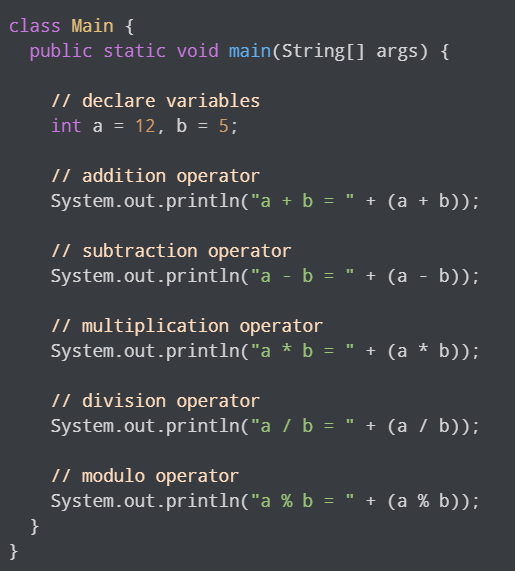 class Main {
  public static void main(String[] args) {

    // declare variables
    int a = 12, b = 5;

    // addition operator
    System.out.println("a + b = " + (a + b));

    // subtraction operator
    System.out.println("a - b = " + (a - b));

    // multiplication operator
    System.out.println("a * b = " + (a * b));

    // division operator
    System.out.println("a / b = " + (a / b));

    // modulo operator
    System.out.println("a % b = " + (a % b));
  }
}